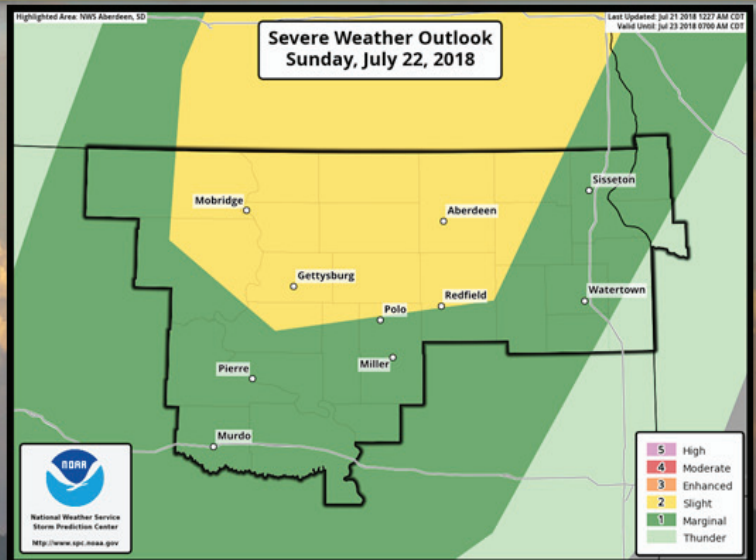 Highlighted Area: NWS Aberdeen, SD
Last Updated: Jul 21 2018 1227 AM CDT
Valid Until: Jul 23 2018 0700 AM CDT
Severe Weather Outlook
Sunday, July 22, 2018
Sisseton
Mobridge
Aberdeen
Gettysburg
Watertown
Redfield
Polo
Miller
Pierre
Murdo
NOAA
National Weather Service
Storm Prediction Center
http://www.spc.noaa.gov
5 High
4 Moderate
3 Enhanced
2 Slight
1 Marginal
Thunder